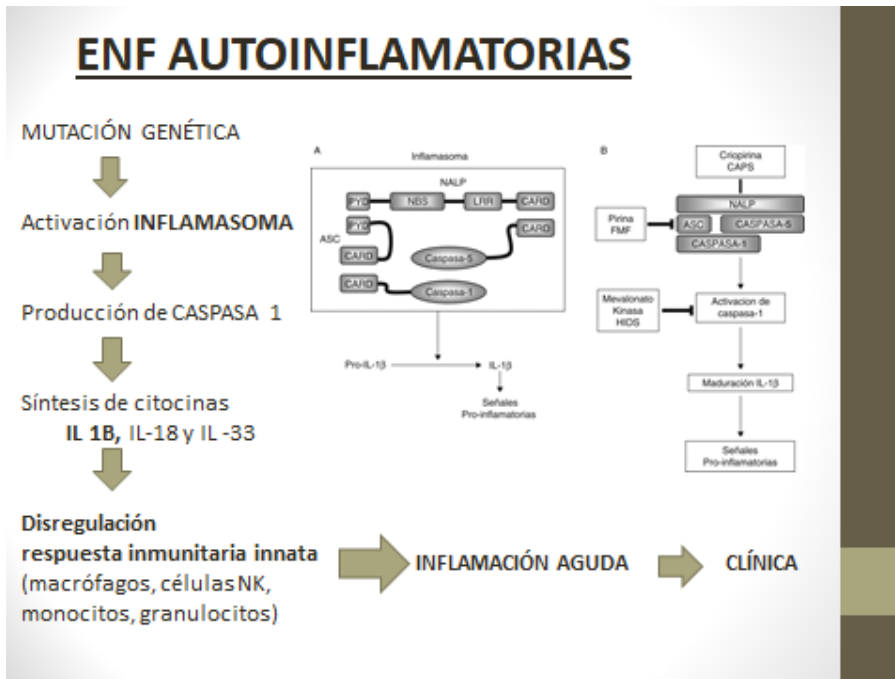 ENF AUTOINFLAMATORIAS
MUTACIÓN GENÉTICA
Activación INFLAMASOMA
Producción de CASPASA 1
Síntesis de citocinas
IL 1B, IL-18 y IL -33
Disregulación
respuesta inmunitaria innata
(macrófagos, células NK,
monocitos, granulocitos)
INFLAMACIÓN AGUDA
CLÍNICA
A
Inflamasoma
NALP
PYD
NBS
LRR
CARD
PYD
CARD
ASC
CARD
Caspasa-5
CARD
Caspasa-1
Pro-IL-1β
IL-1β
Señales
Pro-inflamatorias
B
Criopirina
CAPS
NALP
Pirina
FMF
ASC
CASPASA-5
CASPASA-1
Mevalonato
Kinasa
HIDS
Activacion de
caspasa-1
Maduración IL-1β
Señales
Pro-inflamatorias